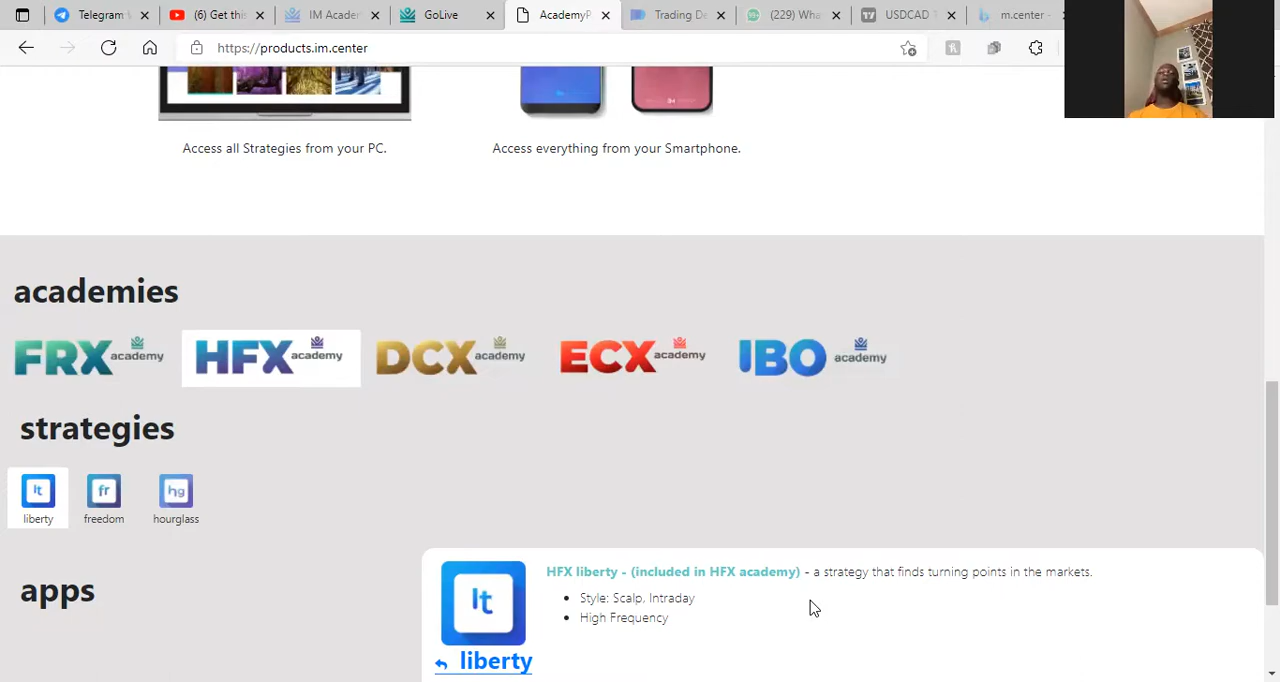 Telegram
(6) Get this
IM Acader
GoLive
AcademyP
Trading De
(229) Wha
USDCAD
m.center -
https://products.im.center
Access all Strategies from your PC.
Access everything from your Smartphone.
academies
FRX academy
HFX academy
DCX academy
ECX academy
IBO academy
strategies
lt
fr
hg
liberty
freedom
hourglass
apps
lt
liberty
HFX liberty - (included in HFX academy) - a strategy that finds turning points in the markets.
• Style: Scalp, Intraday
• High Frequency